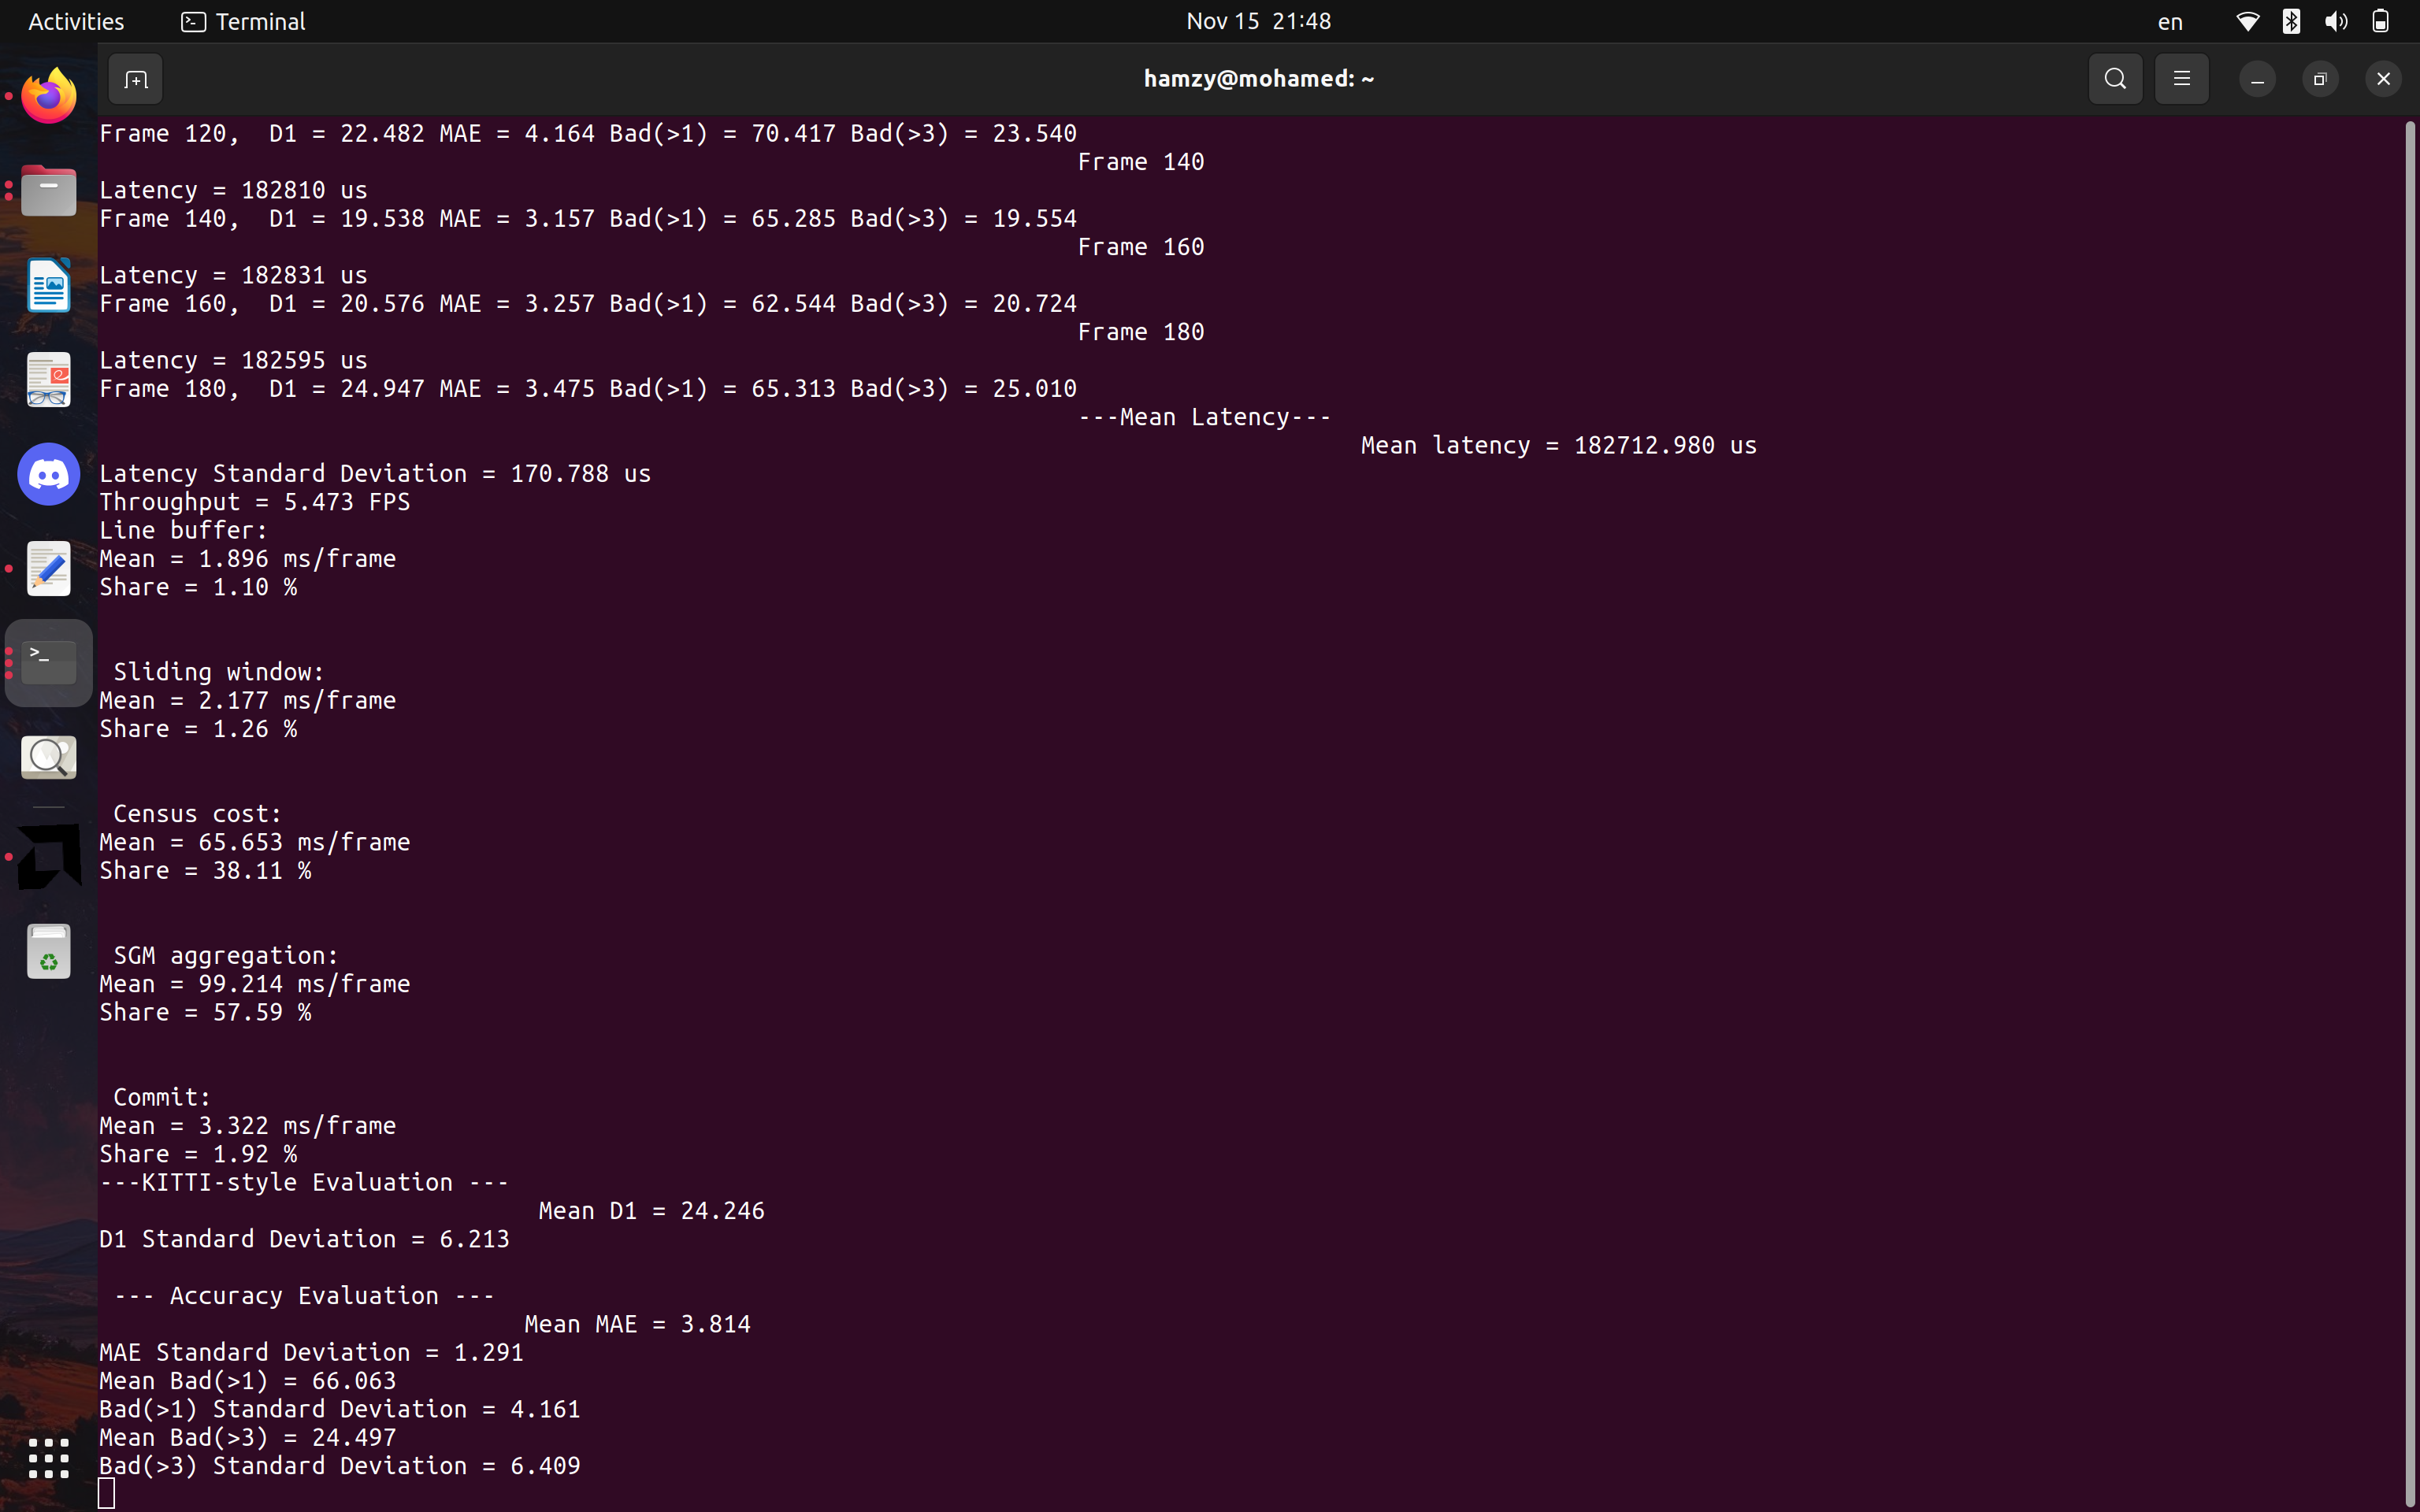 Activities
Terminal
Nov 15 21:48
en
hamzy@mohamed: ~
Frame 120, D1 = 22.482 MAE = 4.164 Bad(>1) = 70.417 Bad(>3) = 23.540
Frame 140
Latency = 182810 us
Frame 140, D1 = 19.538 MAE = 3.157 Bad(>1) = 65.285 Bad(>3) = 19.554
Frame 160
Latency = 182831 us
Frame 160, D1 = 20.576 MAE = 3.257 Bad(>1) = 62.544 Bad(>3) = 20.724
Frame 180
Latency = 182595 us
Frame 180, D1 = 24.947 MAE = 3.475 Bad(>1) = 65.313 Bad(>3) = 25.010
---Mean Latency---
Mean latency = 182712.980 us
Latency Standard Deviation = 170.788 us
Throughput = 5.473 FPS
Line buffer:
Mean = 1.896 ms/frame
Share = 1.10 %
Sliding window:
Mean = 2.177 ms/frame
Share = 1.26 %
Census cost:
Mean = 65.653 ms/frame
Share = 38.11 %
SGM aggregation:
Mean = 99.214 ms/frame
Share = 57.59 %
Commit:
Mean = 3.322 ms/frame
Share = 1.92 %
---KITTI-style Evaluation ---
Mean D1 = 24.246
D1 Standard Deviation = 6.213
--- Accuracy Evaluation ---
Mean MAE = 3.814
MAE Standard Deviation = 1.291
Mean Bad(>1) = 66.063
Bad(>1) Standard Deviation = 4.161
Mean Bad(>3) = 24.497
Bad(>3) Standard Deviation = 6.409